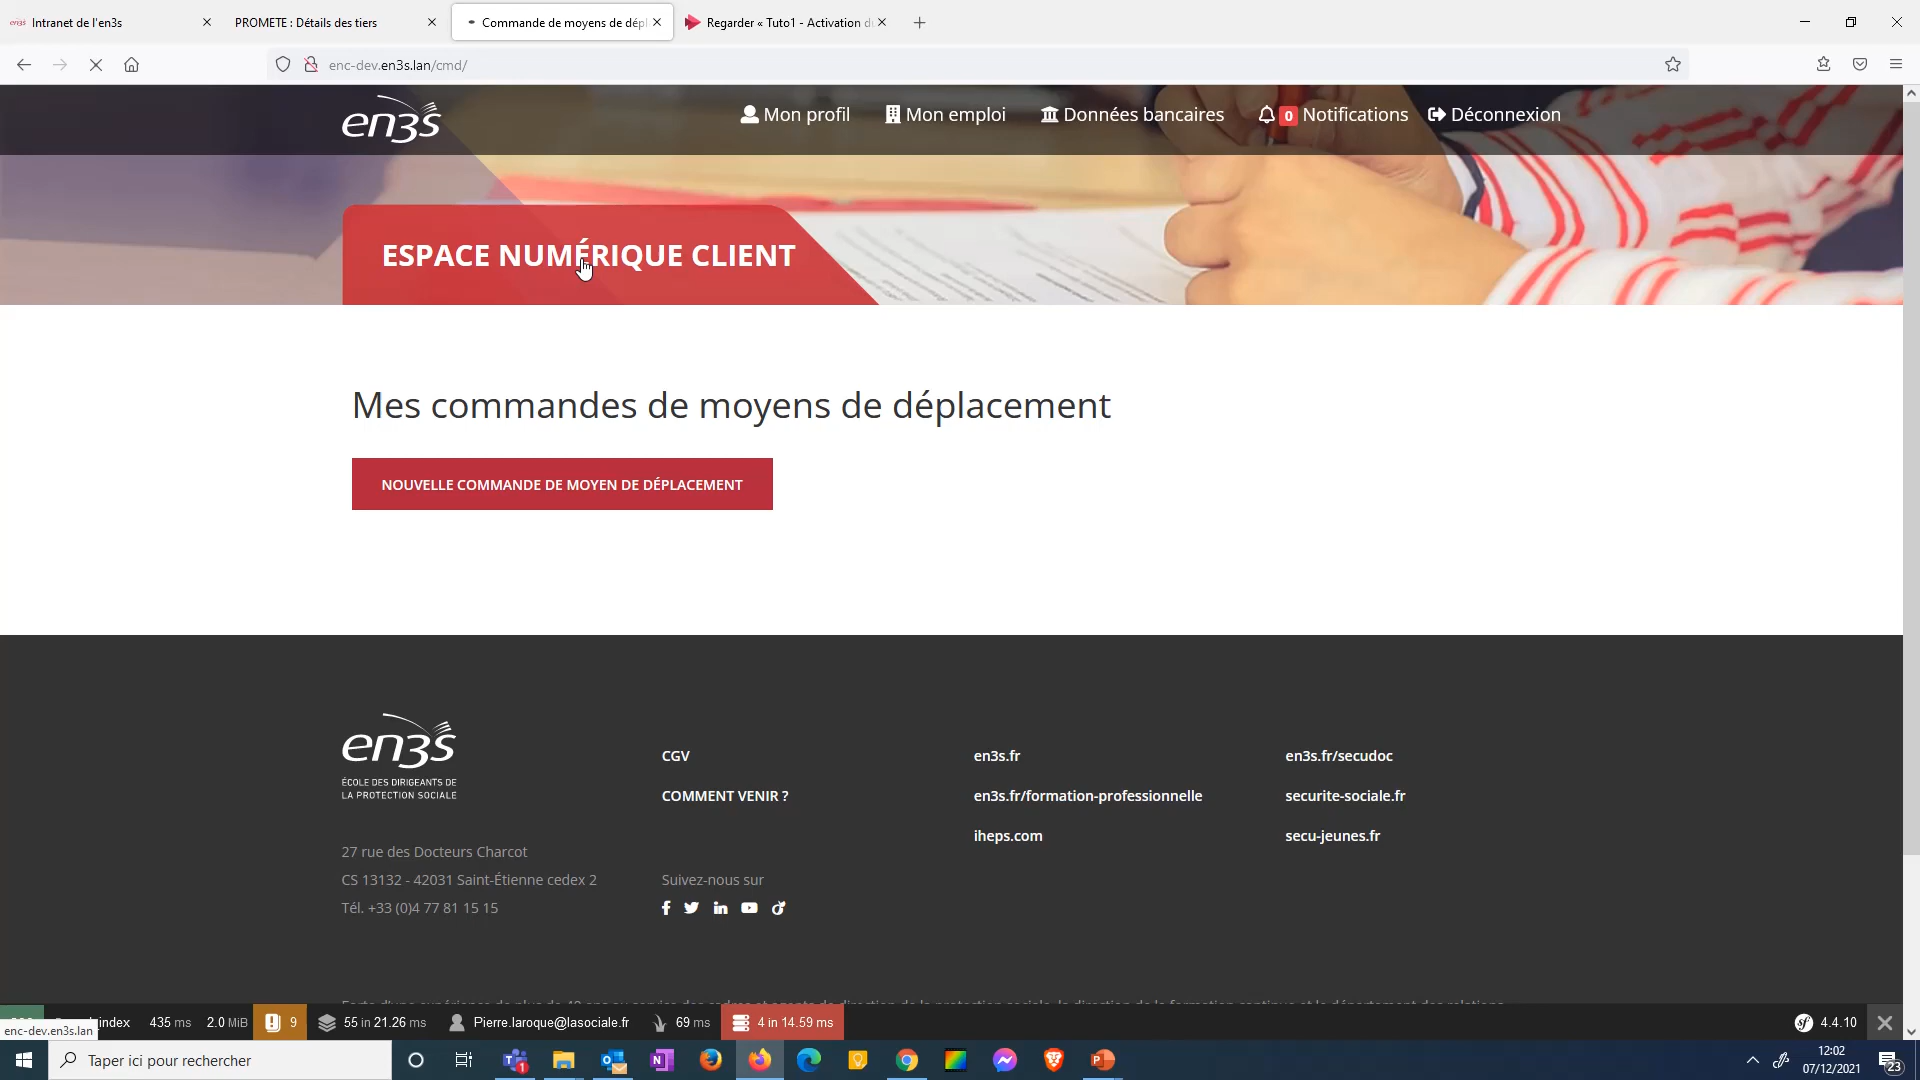 en3s Intranet de l'en3s
PROMETE : Détails des tiers
Commande de moyens de dépl
Regarder « Tuto1 - Activation d
enc-dev.en3s.lan/cmd/
en3s
Mon profil
Mon emploi
Données bancaires
0 Notifications
Déconnexion
ESPACE NUMÉRIQUE CLIENT
Mes commandes de moyens de déplacement
NOUVELLE COMMANDE DE MOYEN DE DÉPLACEMENT
en3s
ÉCOLE DES DIRIGEANTS DE
LA PROTECTION SOCIALE
27 rue des Docteurs Charcot
CS 13132 - 42031 Saint-Étienne cedex 2
Tél. +33 (0)4 77 81 15 15
CGV
COMMENT VENIR ?
Suivez-nous sur
en3s.fr
en3s.fr/formation-professionnelle
iheps.com
en3s.fr/secudoc
securite-sociale.fr
secu-jeunes.fr
index
435 ms
2.0 MiB
9
55 in 21.26 ms
Pierre.laroque@lasociale.fr
69 ms
4 in 14.59 ms
sf 4.4.10
enc-dev.en3s.lan
Taper ici pour rechercher
1
12:02
07/12/2021
23